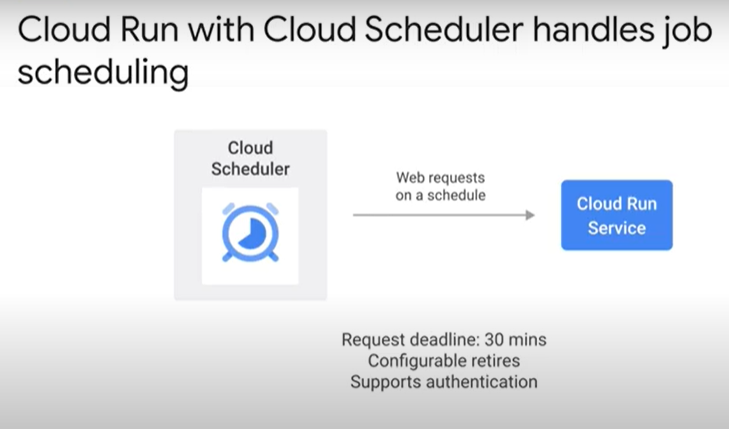 Cloud Run with Cloud Scheduler handles job
scheduling
Cloud
Scheduler
Web requests
on a schedule
Cloud Run
Service
Request deadline: 30 mins
Configurable retires
Supports authentication